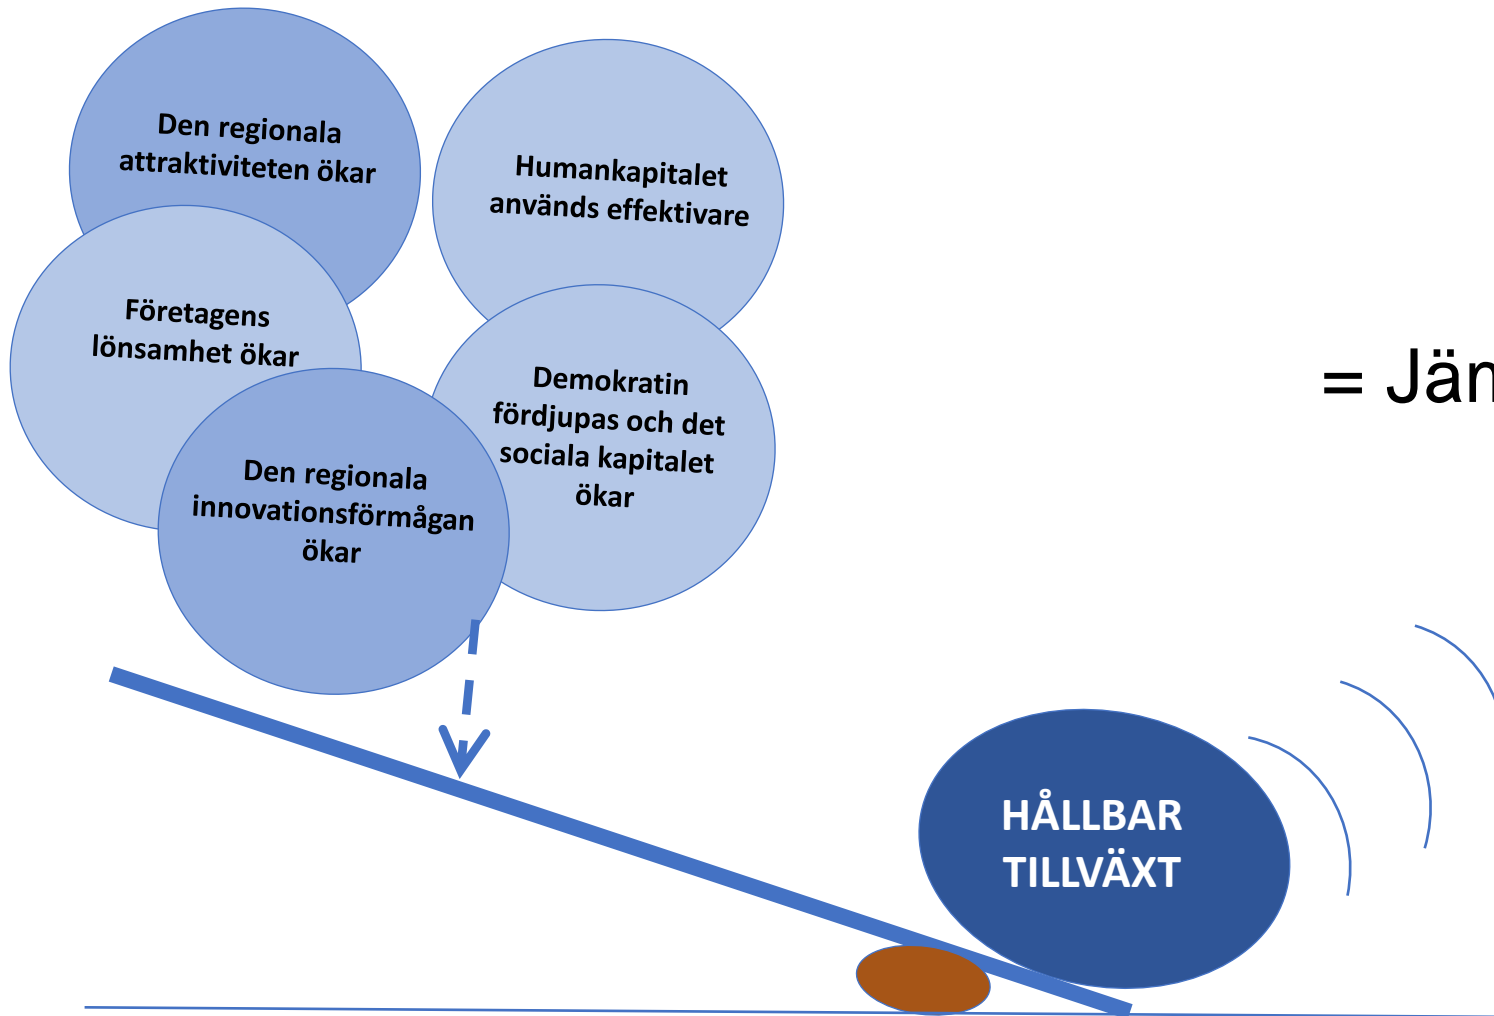 Den regionala
attraktiviteten ökar
Humankapitalet
används effektivare
Företagens
lönsamhet ökar
Demokratin
fördjupas och det
sociala kapitalet
ökar
Den regionala
innovationsförmågan
ökar
=
HÅLLBAR
TILLVÄXT